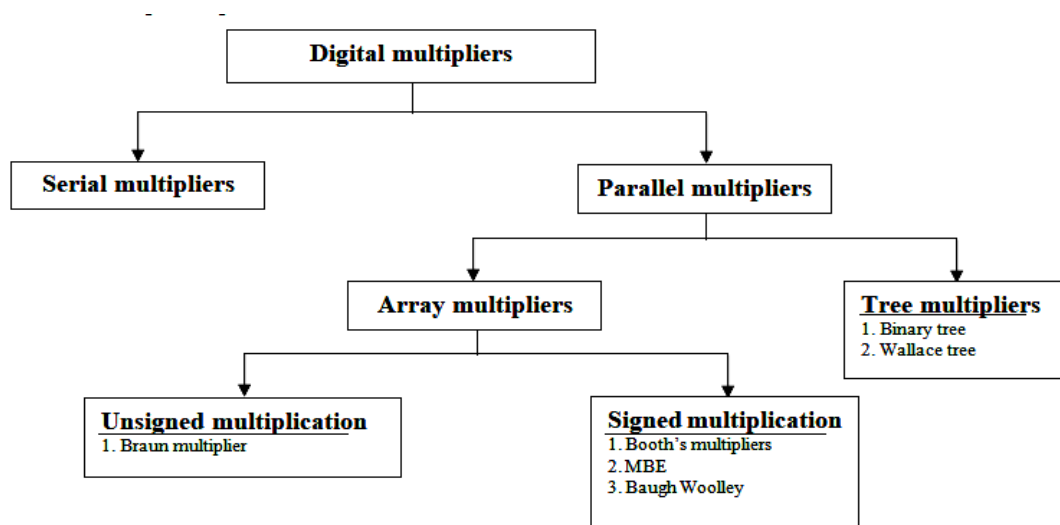 Digital multipliers
Serial multipliers
Parallel multipliers
Array multipliers
Tree multipliers
1. Binary tree
2. Wallace tree
Unsigned multiplication
1. Braun multiplier
Signed multiplication
1. Booth's multipliers
2. MBE
3. Baugh Woolley